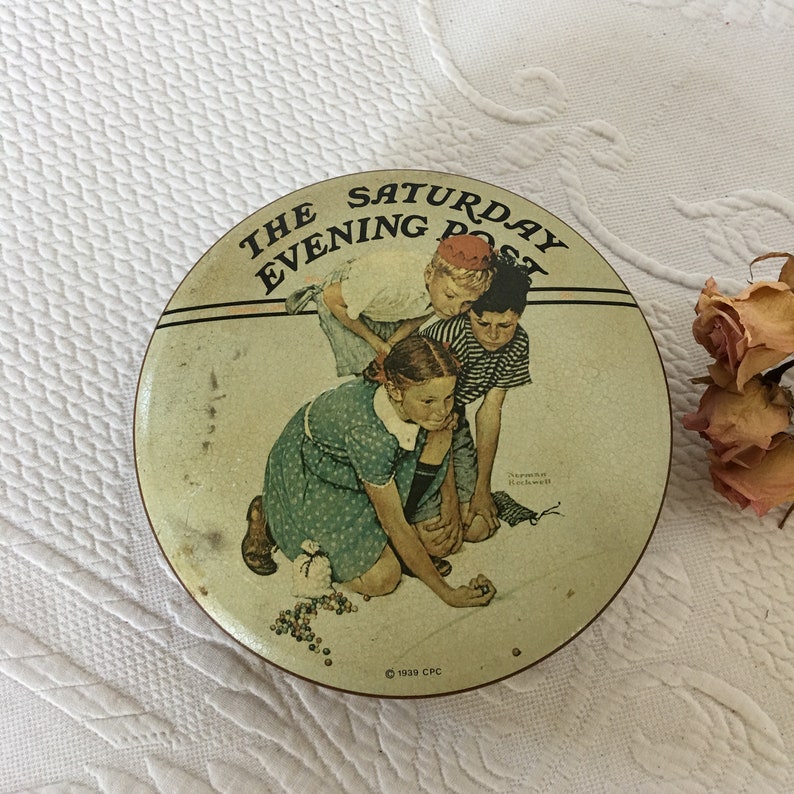 THE SATURDAY
EVENING POST
Norman
Rockwell
© 1939 CPC